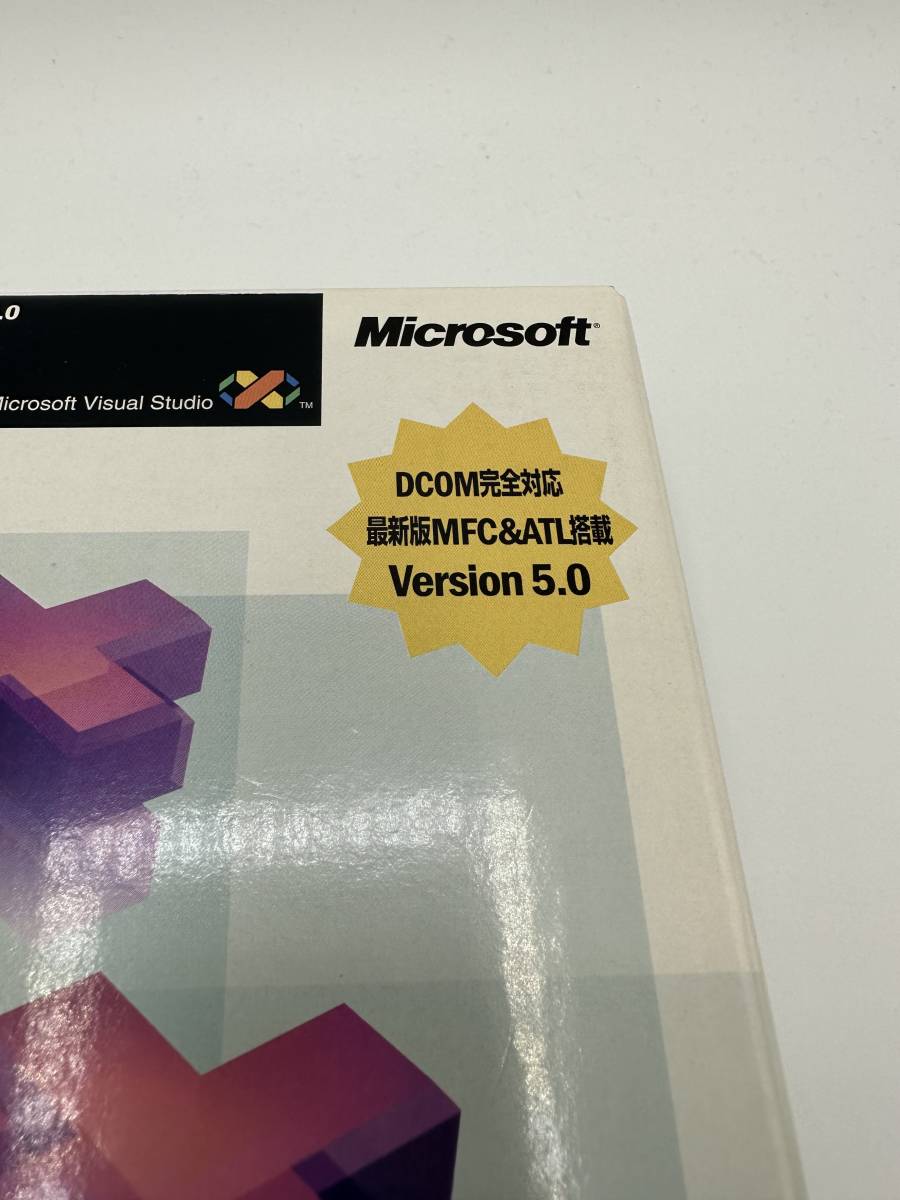 .0
Microsoft®
Microsoft Visual Studio ™
DCOM完全対応
最新版MFC&ATL搭載
Version 5.0